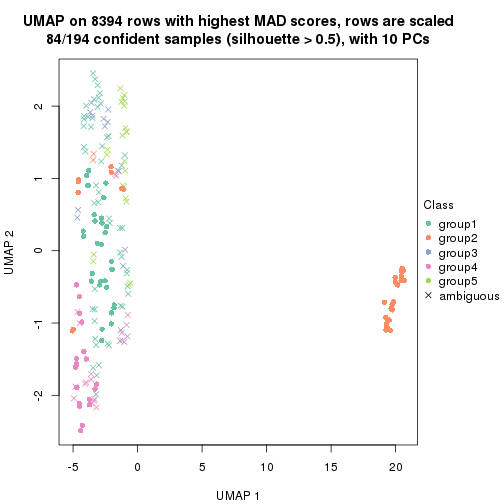 UMAP on 8394 rows with highest MAD scores, rows are scaled
84/194 confident samples (silhouette > 0.5), with 10 PCs
UMAP 2
2
1
0
-1
-2
-5
0
5
10
15
20
UMAP 1
Class
group1
group2
group3
group4
group5
ambiguous